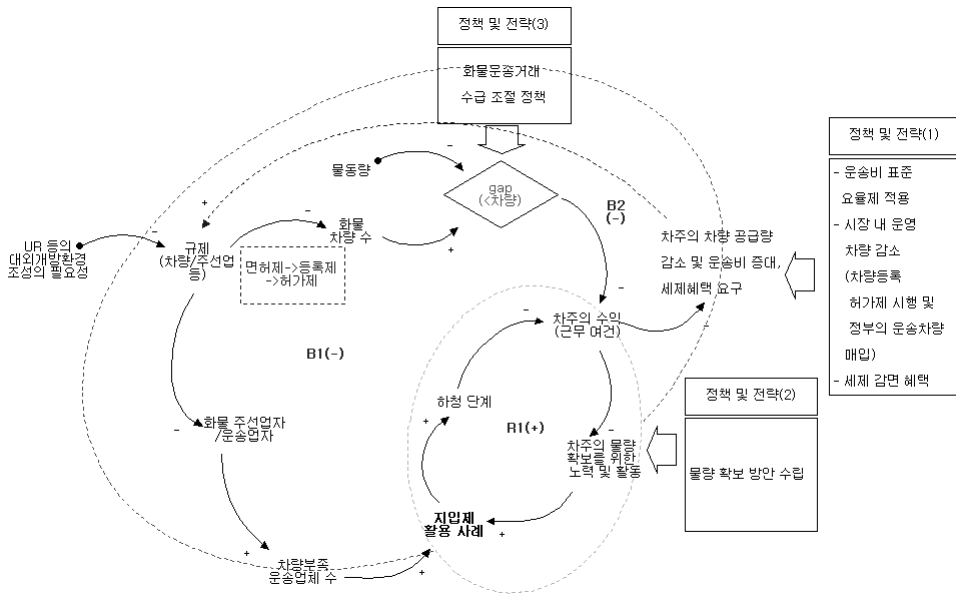 정책 및 전략(3)
화물문송거래
수급 조절 정책
정책 및 전략(1)
- 운송비 표준
요율제 적용
- 시장 내 운영
차량 감소
(차량등록
허가제 시행 및
정부의 운송차량
매입)
- 세제 감면 혜택
정책 및 전략(2)
물량 확보 방안 수립
-
물동량
gap
(<차량)
+
B2
(-)
+
-
화물
차량 수
UR 등의
대외개방환경
조성의 필요성
-
규제
(차량/주선업
등)
면허제->등록제
->허가제
차주의 차량 공급량
감소 및 운송비 증대,
세제혜택 요구
-
-
-
차주의 수익
(근무 여건)
B1(-)
하청 단계
+
R1(+)
-
차주의 물량
확보를 위한
노력 및 활동
-
화물 주선업자
/운송업자
지입제
활용 사례
+
+
차량부족
운송업체 수
+